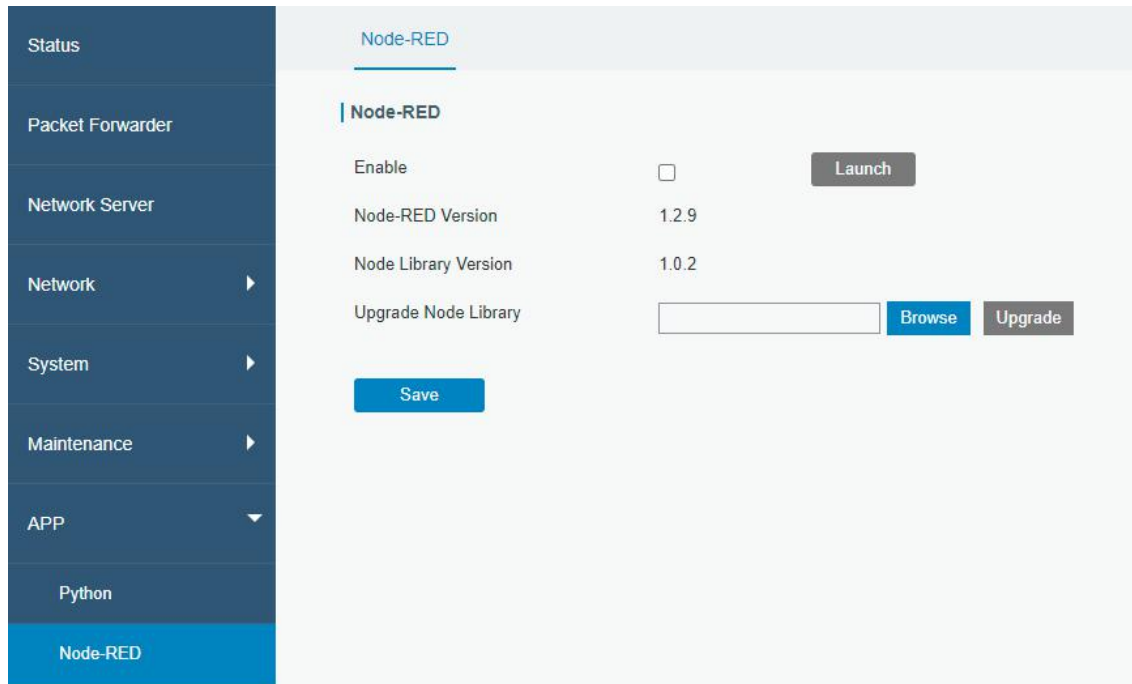 Status
Packet Forwarder
Network Server
Network
System
Maintenance
APP
Python
Node-RED
Node-RED
Node-RED
Enable
Launch
Node-RED Version 1.2.9
Node Library Version 1.0.2
Upgrade Node Library Browse Upgrade
Save